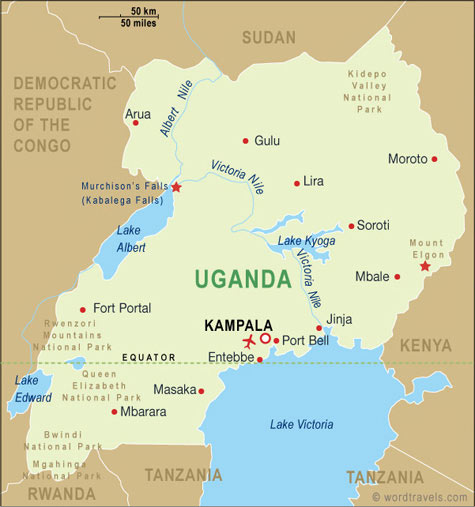 50 km
50 miles
SUDAN
DEMOCRATIC
REPUBLIC
OF THE
CONGO
Kidepo
Valley
National
Park
Arua
Albert Nile
Gulu
Moroto
Victoria Nile
Lira
Murchison's Falls
(Kabalega Falls)
Lake
Albert
Soroti
Lake Kyoga
Mount
Elgon
UGANDA
Victoria Nile
Mbale
Fort Portal
KAMPALA
Jinja
Rwenzori
Mountains
National Park
Port Bell
KENYA
EQUATOR
Entebbe
Lake
Edward
Queen
Elizabeth
National Park
Masaka
Mbarara
Lake Victoria
Bwindi
National Park
Mgahinga
National Park
TANZANIA
TANZANIA
RWANDA
© wordtravels.com